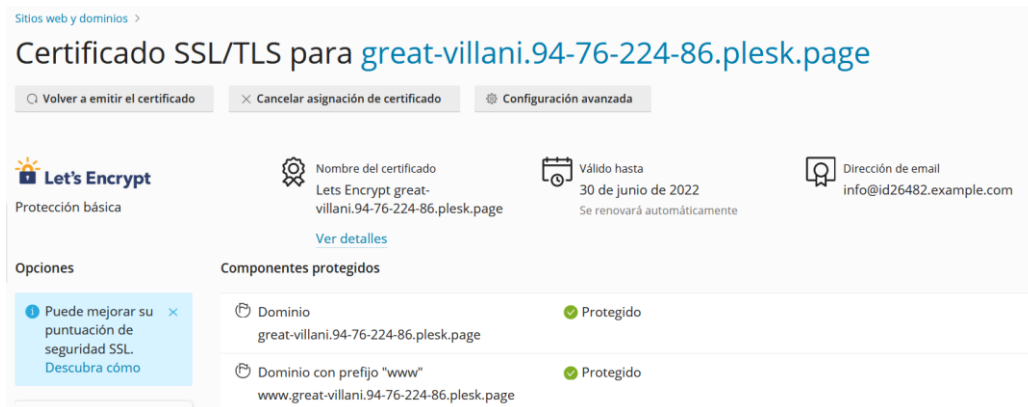 Sitios web y dominios >
Certificado SSL/TLS para great-villani.94-76-224-86.plesk.page
Volver a emitir el certificado
Cancelar asignación de certificado
Configuración avanzada
Let's Encrypt
Protección básica
Nombre del certificado
Lets Encrypt great-
villani.94-76-224-86.plesk.page
Ver detalles
Válido hasta
30 de junio de 2022
Se renovará automáticamente
Dirección de email
info@id26482.example.com
Opciones
Puede mejorar su
puntuación de
seguridad SSL.
Descubra cómo
Componentes protegidos
Dominio
great-villani.94-76-224-86.plesk.page
Protegido
Dominio con prefijo "www"
www.great-villani.94-76-224-86.plesk.page
Protegido